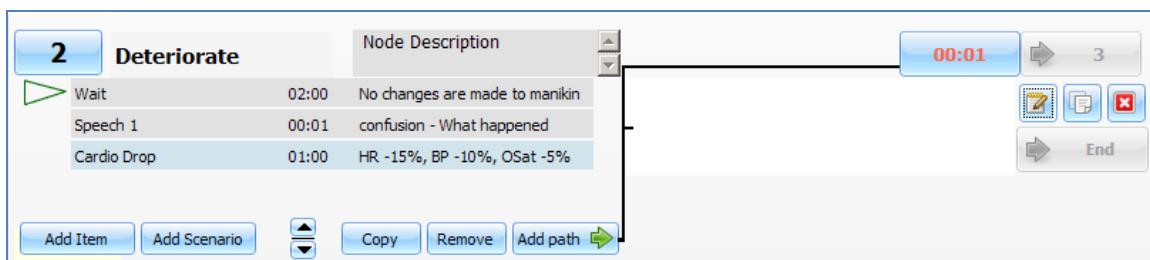 2 Deteriorate Node Description 00:01 3
Wait 02:00 No changes are made to manikin
Speech 1 00:01 confusion - What happened
Cardio Drop 01:00 HR -15%, BP -10%, OSat -5%
End
Add Item Add Scenario Copy Remove Add path